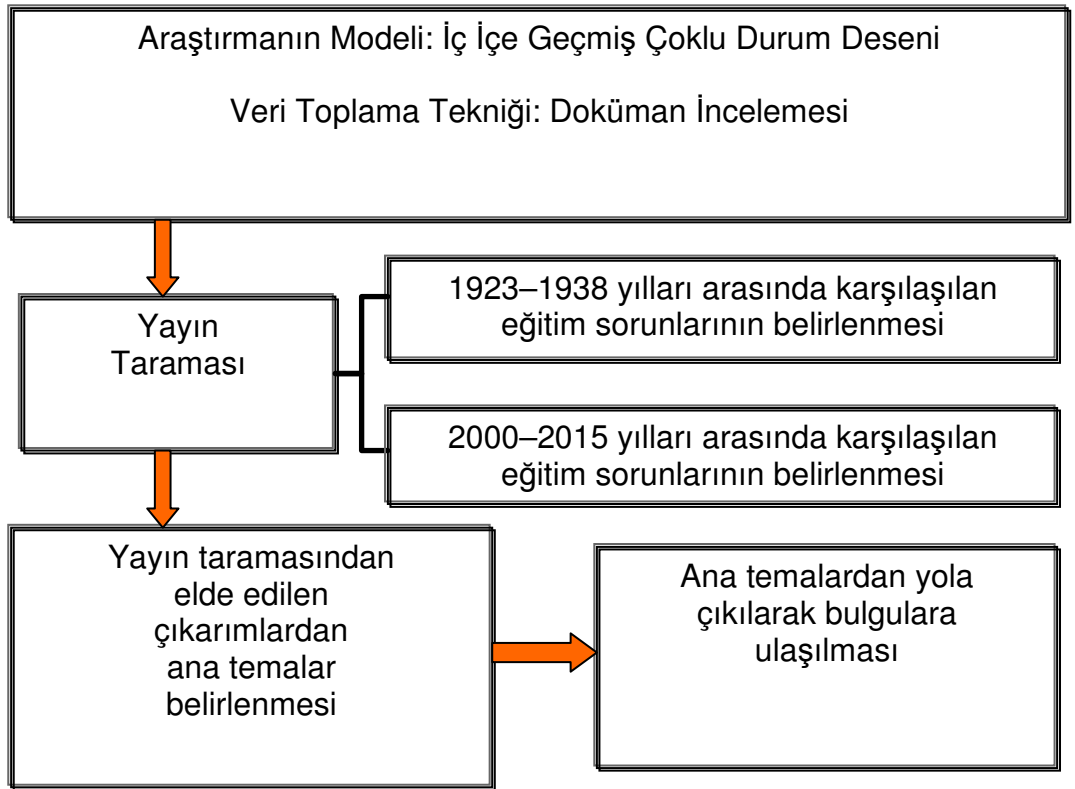 Araştırmanın Modeli: İç İçe Geçmiş Çoklu Durum Deseni
Veri Toplama Tekniği: Doküman İncelemesi
Yayın
Taraması
1923–1938 yılları arasında karşılaşılan
eğitim sorunlarının belirlenmesi
2000–2015 yılları arasında karşılaşılan
eğitim sorunlarının belirlenmesi
Yayın taramasından
elde edilen
çıkarımlardan
ana temalar
belirlenmesi
Ana temalardan yola
çıkılarak bulgulara
ulaşılması